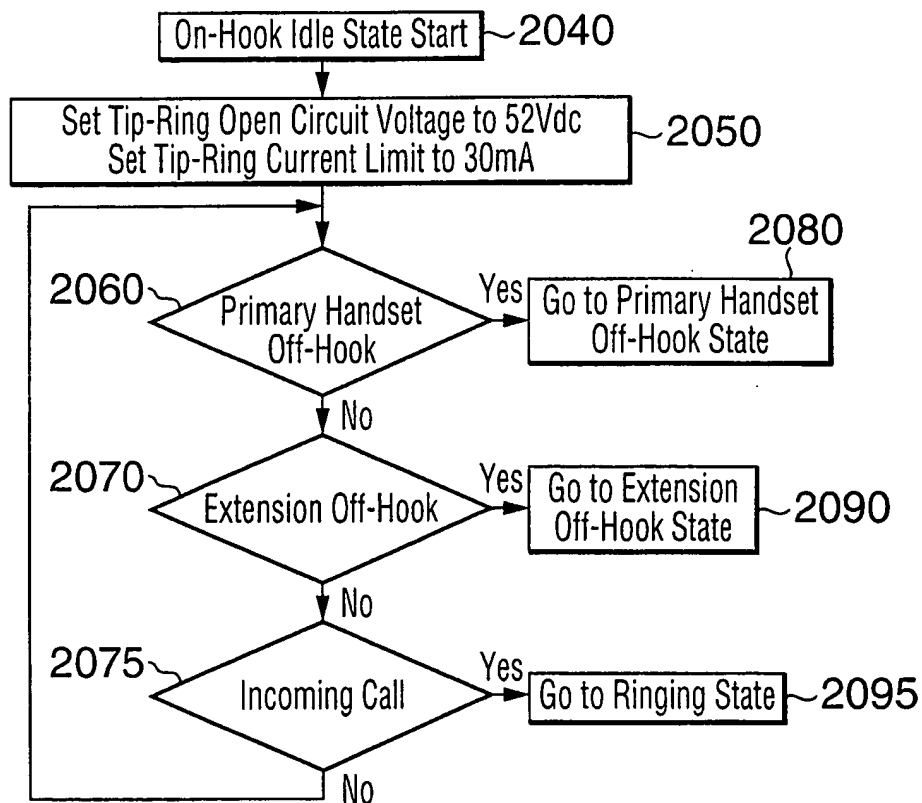 On-Hook Idle State Start
2040
Set Tip-Ring Open Circuit Voltage to 52Vdc
Set Tip-Ring Current Limit to 30mA
2050
2060
Primary Handset
Off-Hook
Yes
2080
Go to Primary Handset
Off-Hook State
No
2070
Extension Off-Hook
Yes
Go to Extension
Off-Hook State
2090
No
2075
Incoming Call
Yes
Go to Ringing State
2095
No